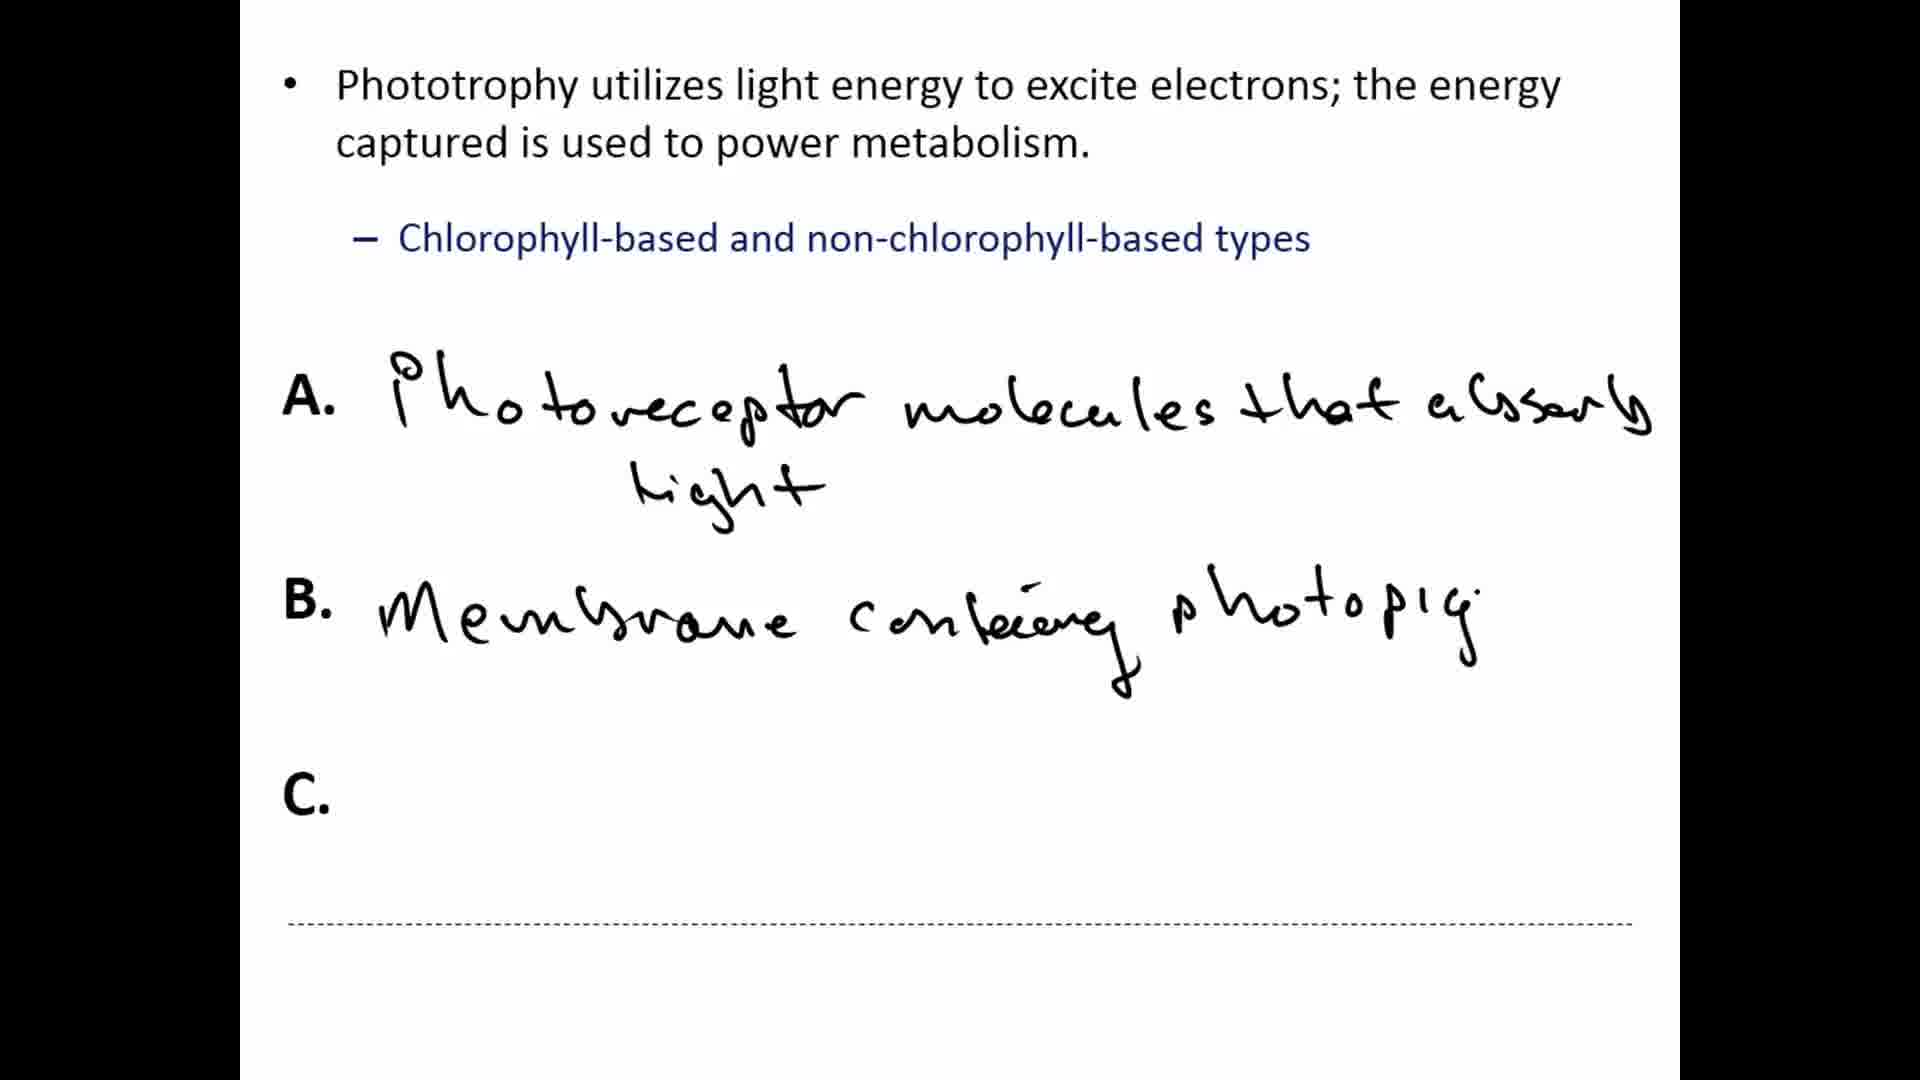 • Phototrophy utilizes light energy to excite electrons; the energy
captured is used to power metabolism.
– Chlorophyll-based and non-chlorophyll-based types
A. Photoreceptor molecules that absorb
light
B. Membrane containing photopig
C.